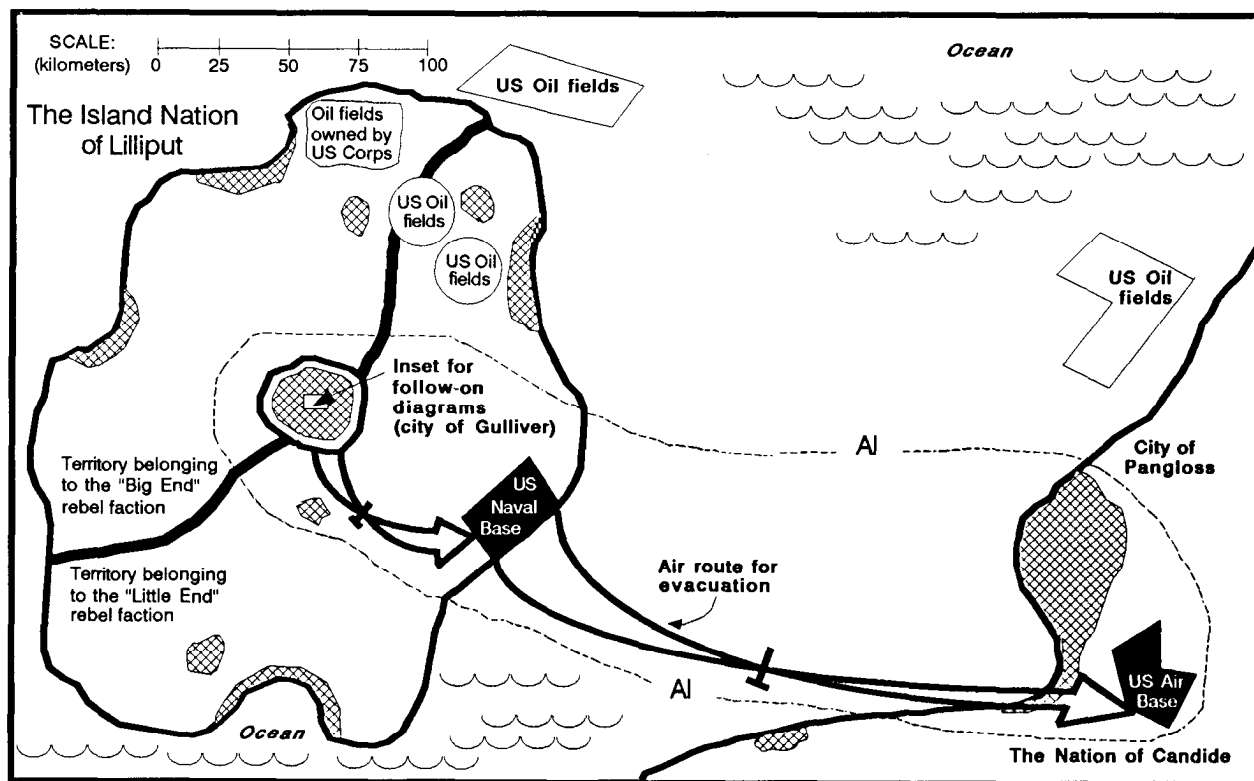 SCALE:
(kilometers)
0 25 50 75 100
The Island Nation
of Lilliput
Oil fields
owned by
US Corps
US Oil fields
Ocean
US Oil
fields
US Oil
fields
US Oil
fields
Inset for
follow-on
diagrams
(city of Gulliver)
AI
City of
Pangloss
Territory belonging
to the "Big End"
rebel faction
US
Naval
Base
Territory belonging
to the "Little End"
rebel faction
Air route for
evacuation
AI
US Air
Base
Ocean
The Nation of Candide